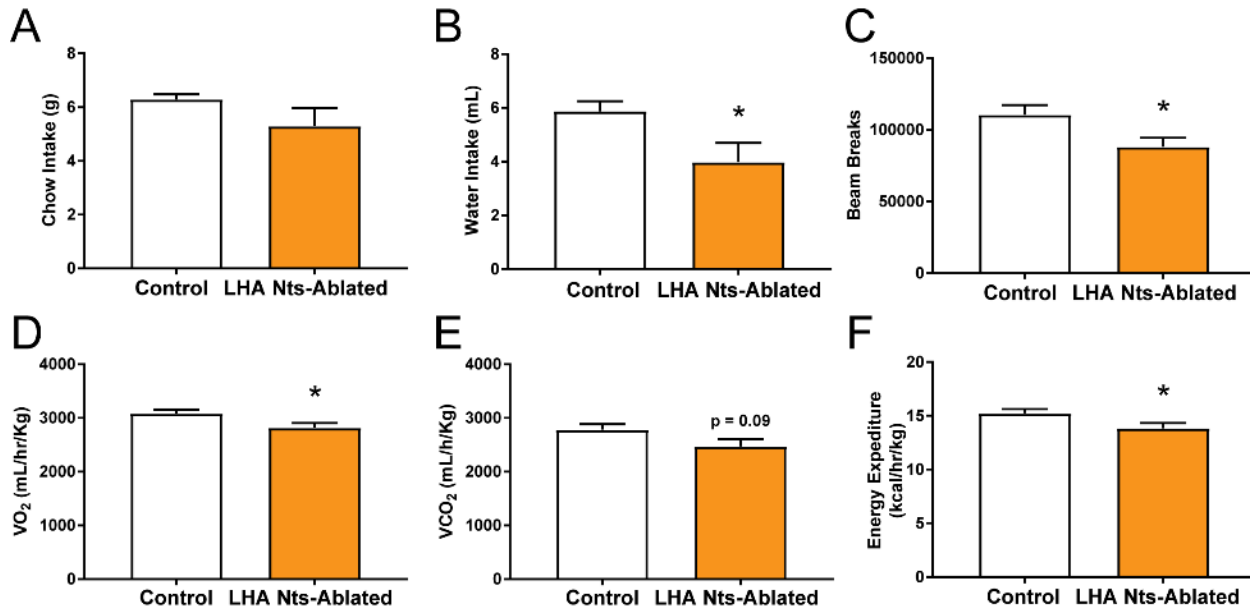 A
Chow Intake (g)
8
6
4
2
0
Control LHA Nts-Ablated
B
Water Intake (mL)
8
6
4
2
0
*
Control LHA Nts-Ablated
C
Beam Breaks
150000
100000
50000
0
*
Control LHA Nts-Ablated
D
VO2 (mL/hr/Kg)
4000
3000
2000
1000
0
*
Control LHA Nts-Ablated
E
VCO2 (mL/h/Kg)
4000
3000
2000
1000
0
p = 0.09
Control LHA Nts-Ablated
F
Energy Expediture
(kcal/hr/kg)
20
15
10
5
0
*
Control LHA Nts-Ablated